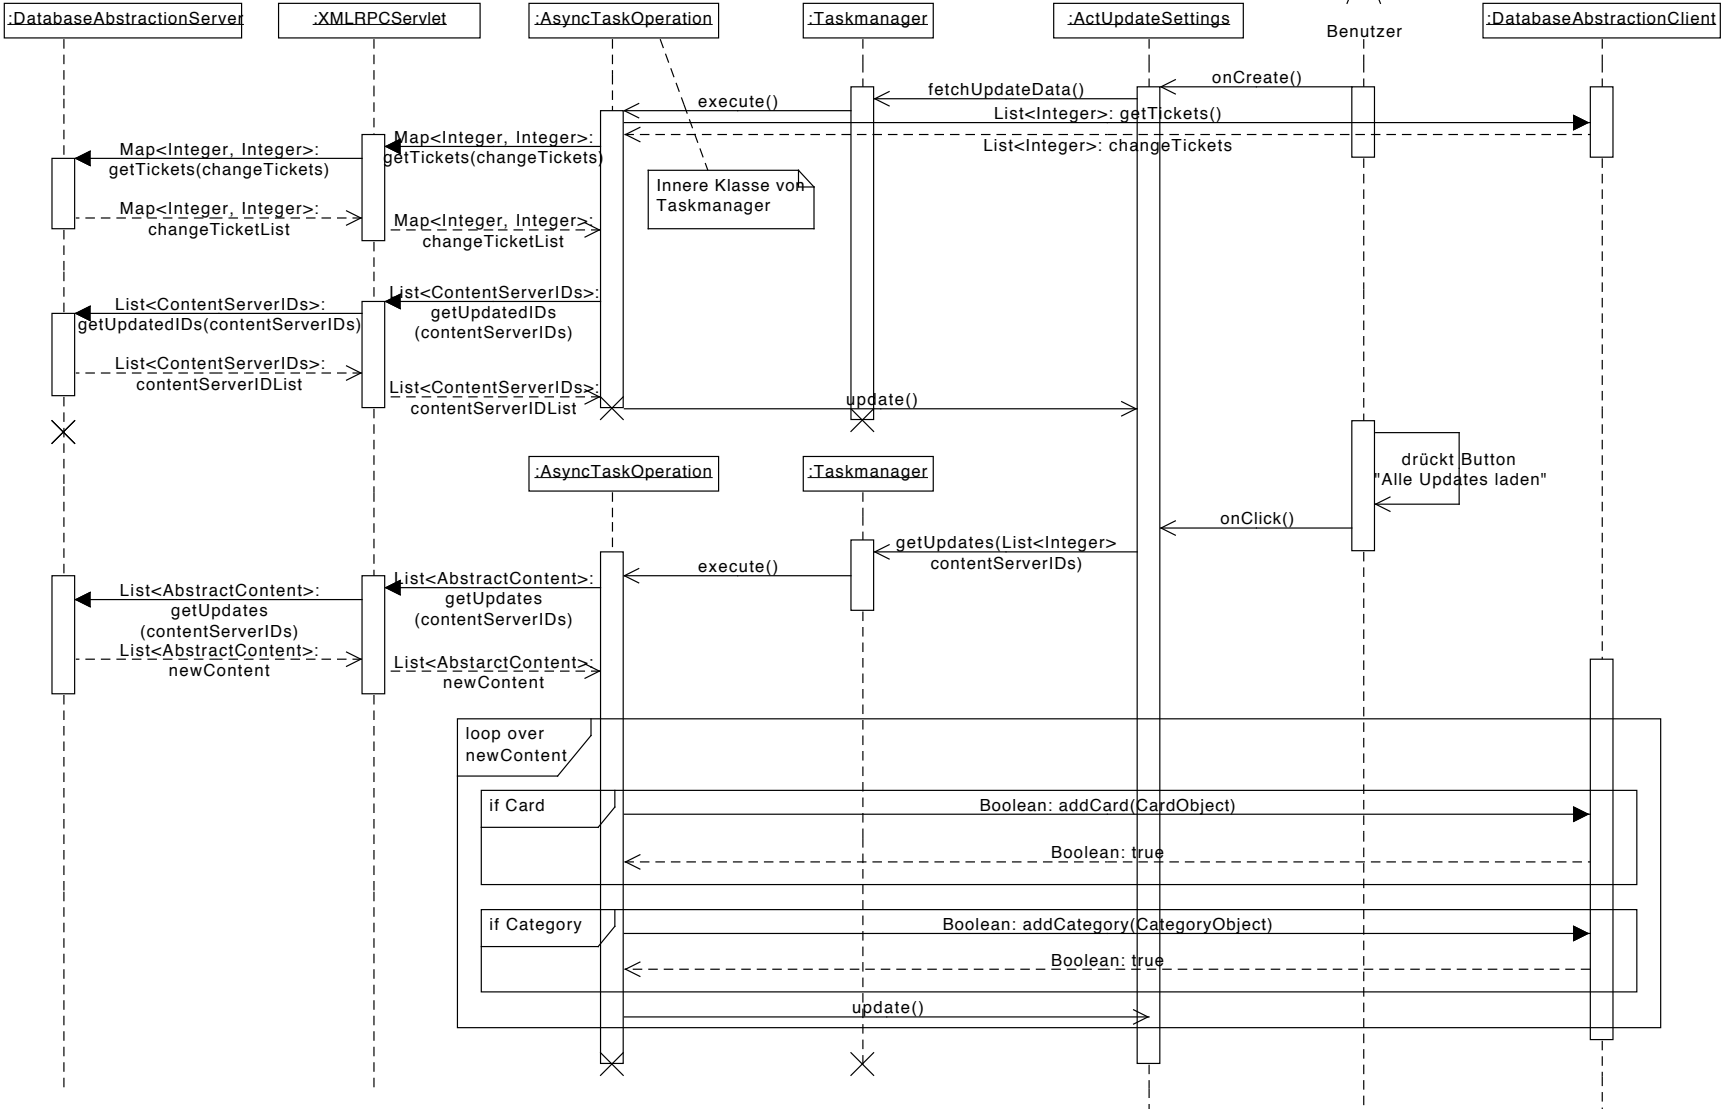 :DatabaseAbstractionServer
:XMLRPCServlet
:AsyncTaskOperation
:Taskmanager
:ActUpdateSettings
Benutzer
:DatabaseAbstractionClient
onCreate()
fetchUpdateData()
execute()
List<Integer>: getTickets()
List<Integer>: changeTickets
Map<Integer, Integer>:
getTickets(changeTickets)
Map<Integer, Integer>:
getTickets(changeTickets)
Innere Klasse von
Taskmanager
Map<Integer, Integer>:
changeTicketList
Map<Integer, Integer>:
changeTicketList
List<ContentServerIDs>:
getUpdatedIDs
(contentServerIDs)
List<ContentServerIDs>:
getUpdatedIDs(contentServerIDs)
List<ContentServerIDs>:
contentServerIDList
List<ContentServerIDs>:
contentServerIDList
update()
:AsyncTaskOperation
:Taskmanager
drückt Button
"Alle Updates laden"
onClick()
getUpdates(List<Integer>
contentServerIDs)
execute()
List<AbstractContent>:
getUpdates
(contentServerIDs)
List<AbstractContent>:
getUpdates
(contentServerIDs)
List<AbstractContent>:
newContent
List<AbstarctContent>:
newContent
loop over
newContent
if Card
Boolean: addCard(CardObject)
Boolean: true
if Category
Boolean: addCategory(CategoryObject)
Boolean: true
update()